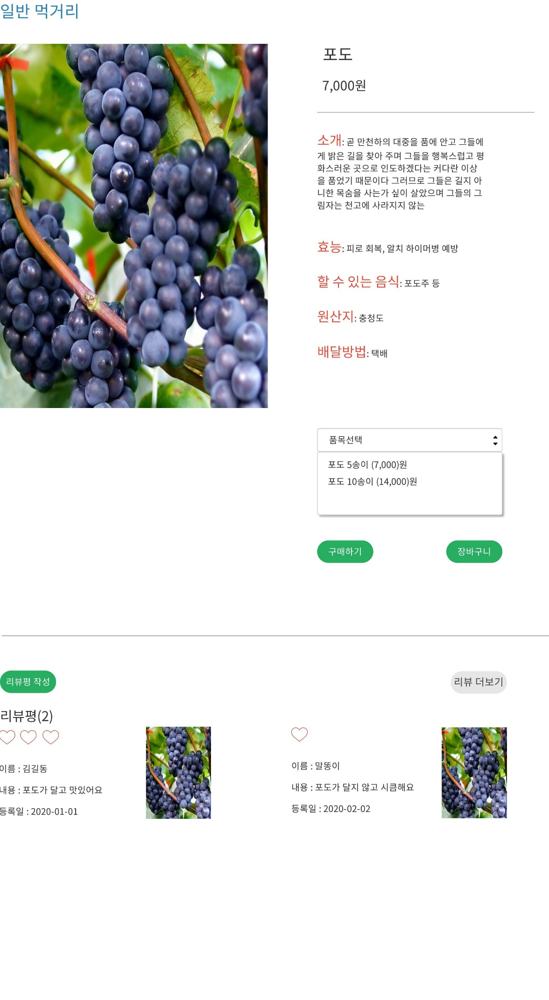 일반 먹거리
포도
7,000원
소개: 곧 만천하의 대중을 품에 안고 그들에
게 밝은 길을 찾아 주며 그들을 행복스럽고 평
화스러운 곳으로 인도하겠다는 커다란 이상
을 품었기 때문이다 그러므로 그들은 길지 아
니한 목숨을 사는가 싶이 살았으며 그들의 그
림자는 천고에 사라지지 않는
효능: 피로 회복, 알치 하이머병 예방
할 수 있는 음식: 포도주 등
원산지: 충청도
배달방법: 택배
품목선택
포도 5송이 (7,000)원
포도 10송이 (14,000)원
구매하기
장바구니
리뷰평 작성
리뷰 더보기
리뷰평(2)
이름 : 김길동
내용 : 포도가 달고 맛있어요
등록일 : 2020-01-01
이름 : 말똥이
내용 : 포도가 달지 않고 시큼해요
등록일 : 2020-02-02